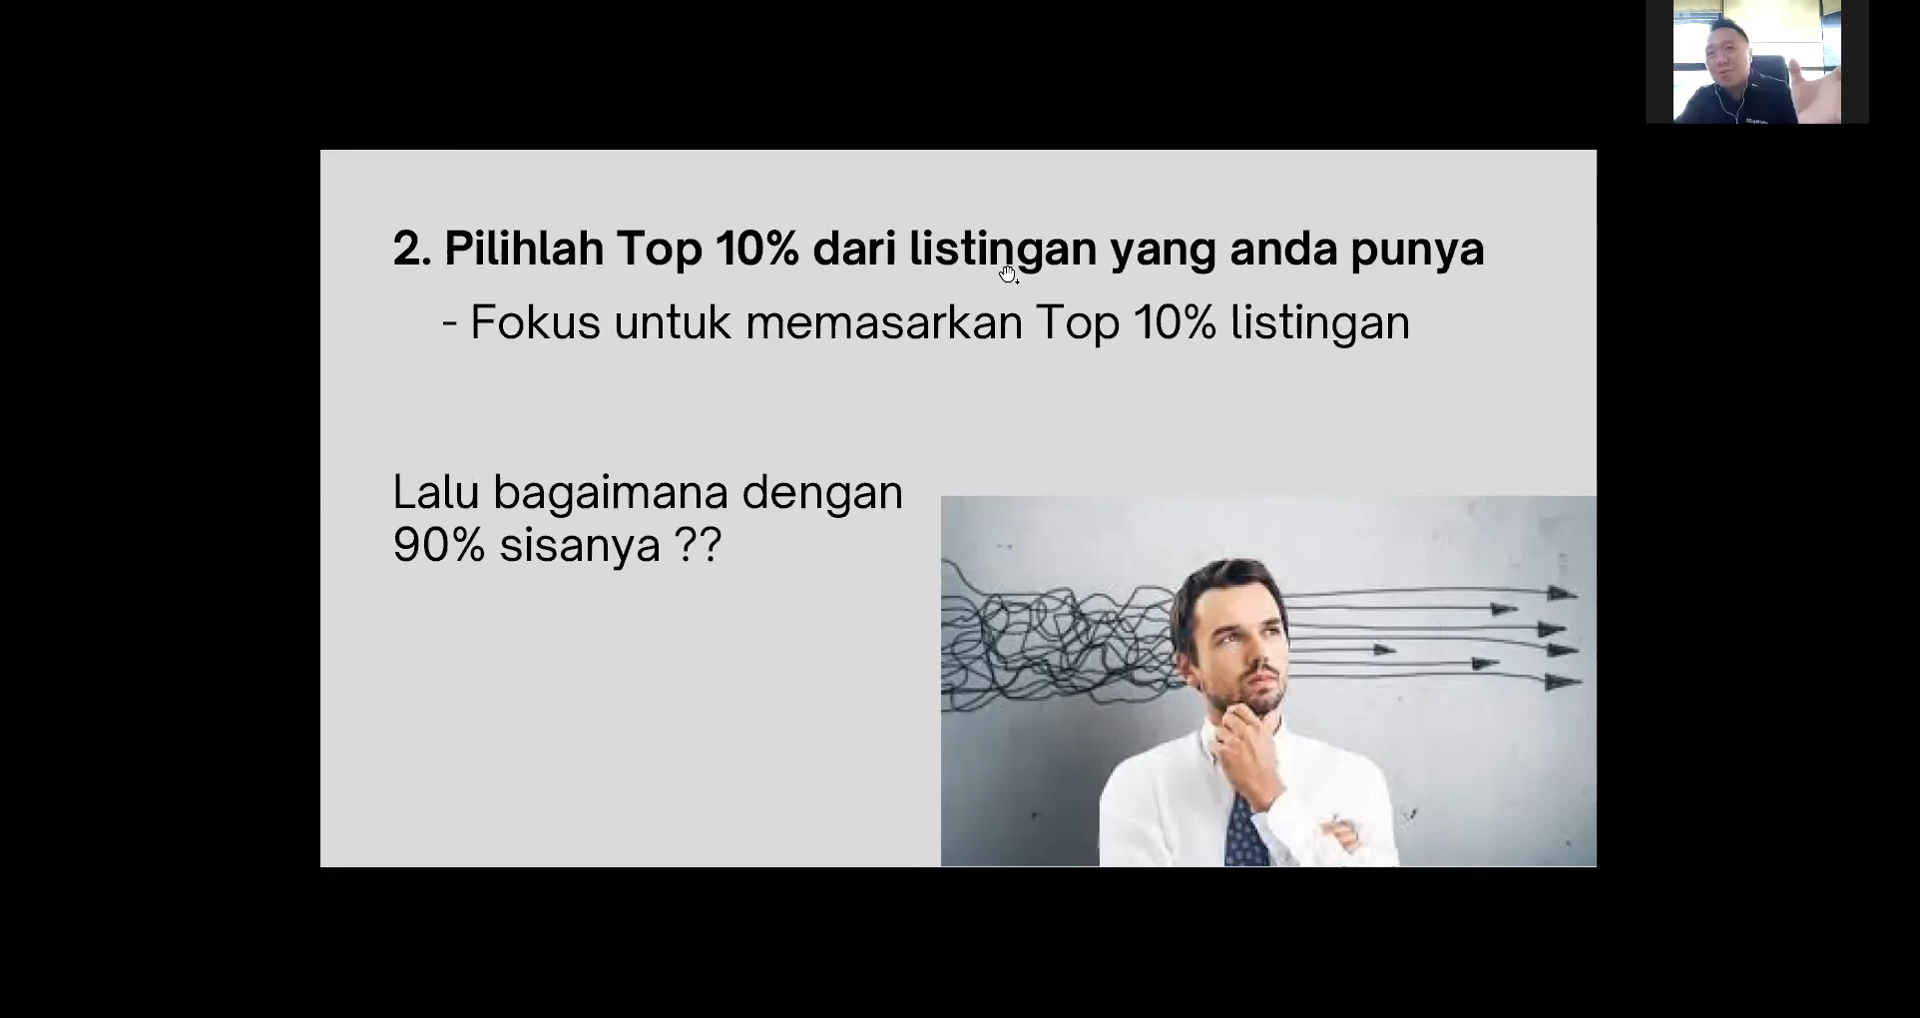 2. Pilihlah Top 10% dari listingan yang anda punya
- Fokus untuk memasarkan Top 10% listingan
Lalu bagaimana dengan
90% sisanya ??